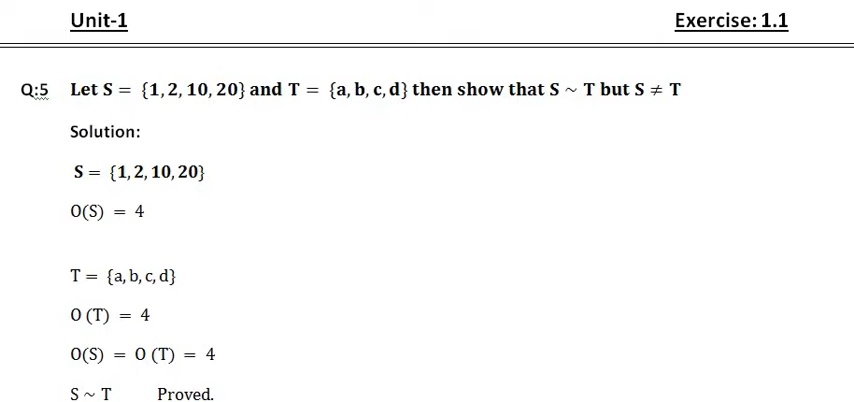 Unit-1 Exercise: 1.1
Q:5 Let S = {1, 2, 10, 20} and T = {a, b, c, d} then show that S ~ T but S ≠ T
Solution:
S = {1, 2, 10, 20}
O(S) = 4
T = {a, b, c, d}
O (T) = 4
O(S) = O (T) = 4
S ~ T Proved.